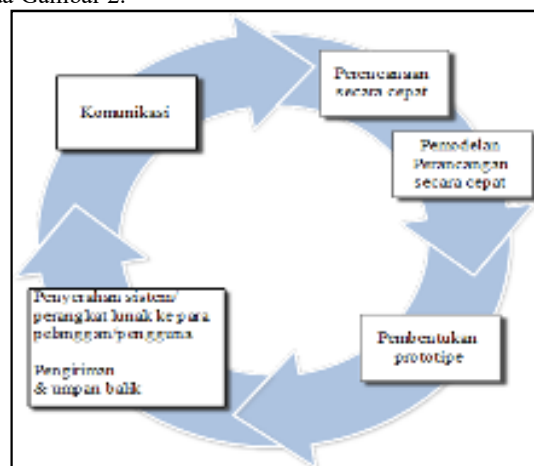 Gambar 2.
Komunikasi
Perencanaan
secara cepat
Pemodelan
Perancangan
secara cepat
Pembentukan
prototipe
Penyerahan sistem/
perangkat lunak ke para
pelanggan/pengguna
Pengiriman
& umpan balik